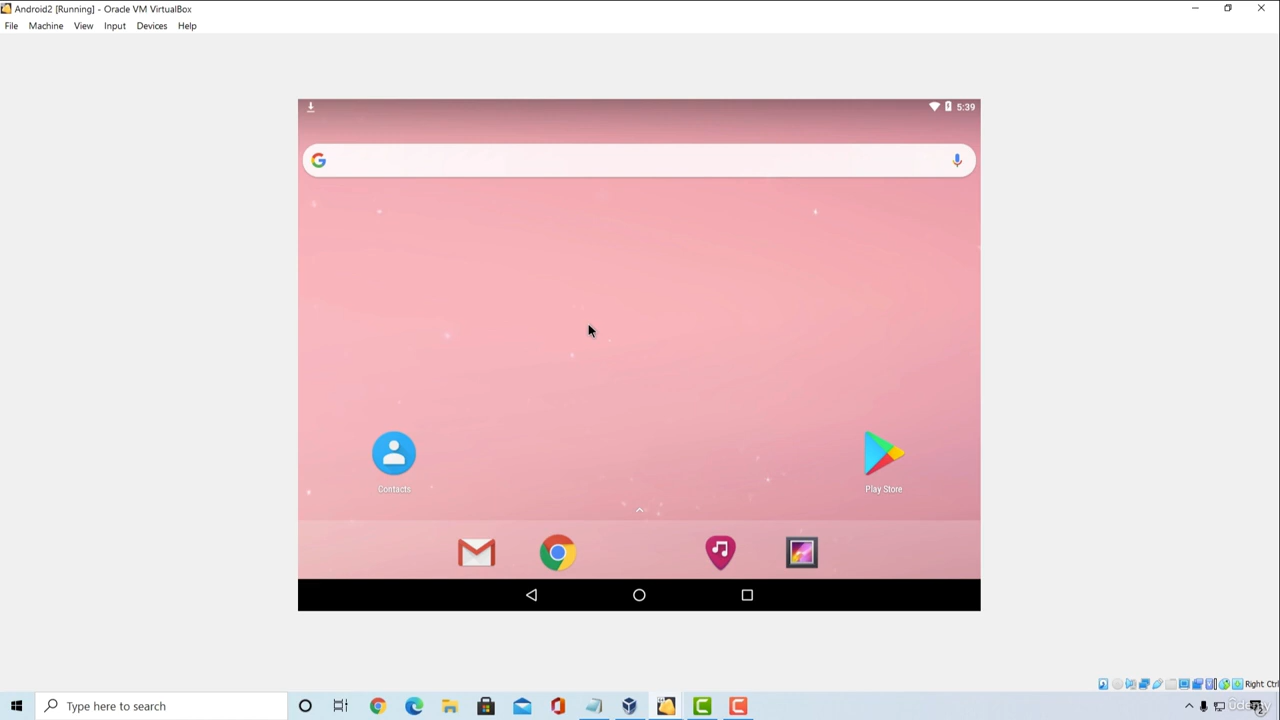 Android2 [Running] - Oracle VM VirtualBox
File Machine View Input Devices Help
5:39
Contacts
Play Store
Right Ctrl
Type here to search
Udemy